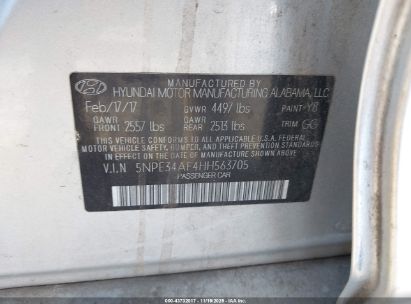 MANUFACTURED BY
HYUNDAI MOTOR MANUFACTURING ALABAMA, LLC
Feb/17/17 GVWR 4497 lbs PAINT Y8
GAWR FRONT 2557 lbs GAWR REAR 2513 lbs TRIM GG
THIS VEHICLE CONFORMS TO ALL APPLICABLE U.S.A. FEDERAL
MOTOR VEHICLE SAFETY, BUMPER, AND THEFT PREVENTION STANDARDS
IN EFFECT ON THE DATE OF MANUFACTURE SHOWN ABOVE.
V.I.N 5NPE34AF4HH563705
PASSENGER CAR